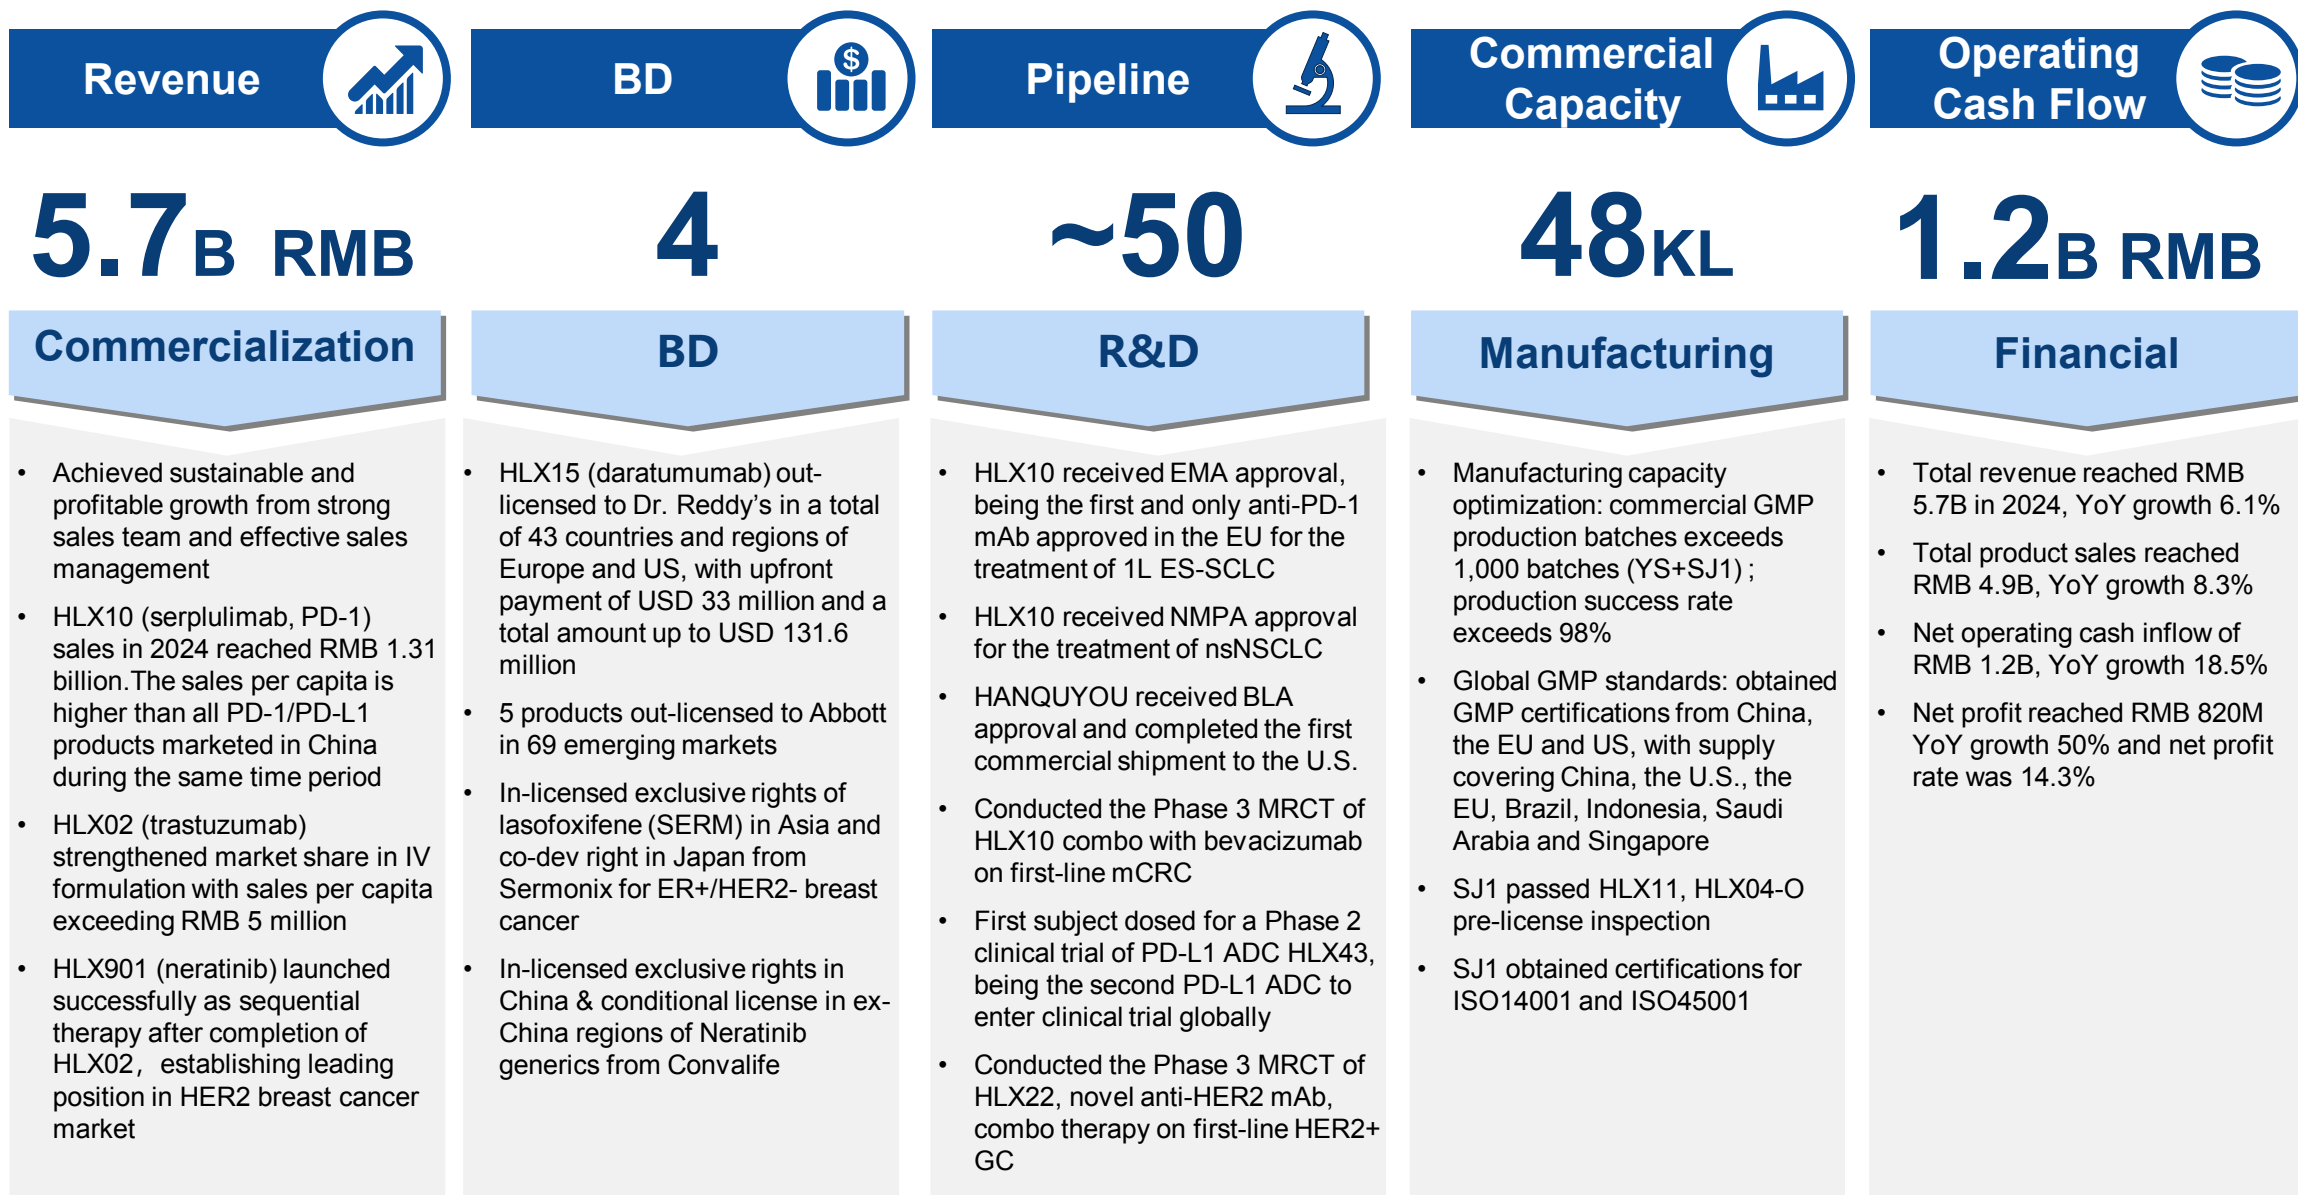 Revenue
BD
Pipeline
Commercial
Capacity
Operating
Cash Flow
5.7B RMB
4
~50
48KL
1.2B RMB
Commercialization
BD
R&D
Manufacturing
Financial
• Achieved sustainable and
profitable growth from strong
sales team and effective sales
management
• HLX10 (serplulimab, PD-1)
sales in 2024 reached RMB 1.31
billion.The sales per capita is
higher than all PD-1/PD-L1
products marketed in China
during the same time period
• HLX02 (trastuzumab)
strengthened market share in IV
formulation with sales per capita
exceeding RMB 5 million
• HLX901 (neratinib) launched
successfully as sequential
therapy after completion of
HLX02，establishing leading
position in HER2 breast cancer
market
• HLX15 (daratumumab) out-
licensed to Dr. Reddy’s in a total
of 43 countries and regions of
Europe and US, with upfront
payment of USD 33 million and a
total amount up to USD 131.6
million
• 5 products out-licensed to Abbott
in 69 emerging markets
• In-licensed exclusive rights of
lasofoxifene (SERM) in Asia and
co-dev right in Japan from
Sermonix for ER+/HER2- breast
cancer
• In-licensed exclusive rights in
China & conditional license in ex-
China regions of Neratinib
generics from Convalife
• HLX10 received EMA approval,
being the first and only anti-PD-1
mAb approved in the EU for the
treatment of 1L ES-SCLC
• HLX10 received NMPA approval
for the treatment of nsNSCLC
• HANQUYOU received BLA
approval and completed the first
commercial shipment to the U.S.
• Conducted the Phase 3 MRCT of
HLX10 combo with bevacizumab
on first-line mCRC
• First subject dosed for a Phase 2
clinical trial of PD-L1 ADC HLX43,
being the second PD-L1 ADC to
enter clinical trial globally
• Conducted the Phase 3 MRCT of
HLX22, novel anti-HER2 mAb,
combo therapy on first-line HER2+
GC
• Manufacturing capacity
optimization: commercial GMP
production batches exceeds
1,000 batches (YS+SJ1) ;
production success rate
exceeds 98%
• Global GMP standards: obtained
GMP certifications from China,
the EU and US, with supply
covering China, the U.S., the
EU, Brazil, Indonesia, Saudi
Arabia and Singapore
• SJ1 passed HLX11, HLX04-O
pre-license inspection
• SJ1 obtained certifications for
ISO14001 and ISO45001
• Total revenue reached RMB
5.7B in 2024, YoY growth 6.1%
• Total product sales reached
RMB 4.9B, YoY growth 8.3%
• Net operating cash inflow of
RMB 1.2B, YoY growth 18.5%
• Net profit reached RMB 820M
YoY growth 50% and net profit
rate was 14.3%